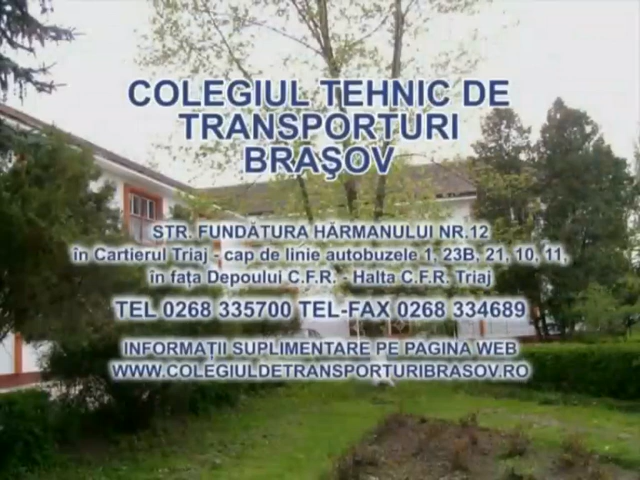 COLEGIUL TEHNIC DE
TRANSPORTURI
BRAŞOV
STR. FUNDĂTURA HĂRMANULUI NR.12
în Cartierul Triaj - cap de linie autobuzele 1, 23B, 21, 10, 11,
în fața Depoului C.F.R. - Halta C.F.R. Triaj
TEL 0268 335700 TEL-FAX 0268 334689
INFORMAȚII SUPLIMENTARE PE PAGINA WEB
WWW.COLEGIULDETRANSPORTURIBRASOV.RO